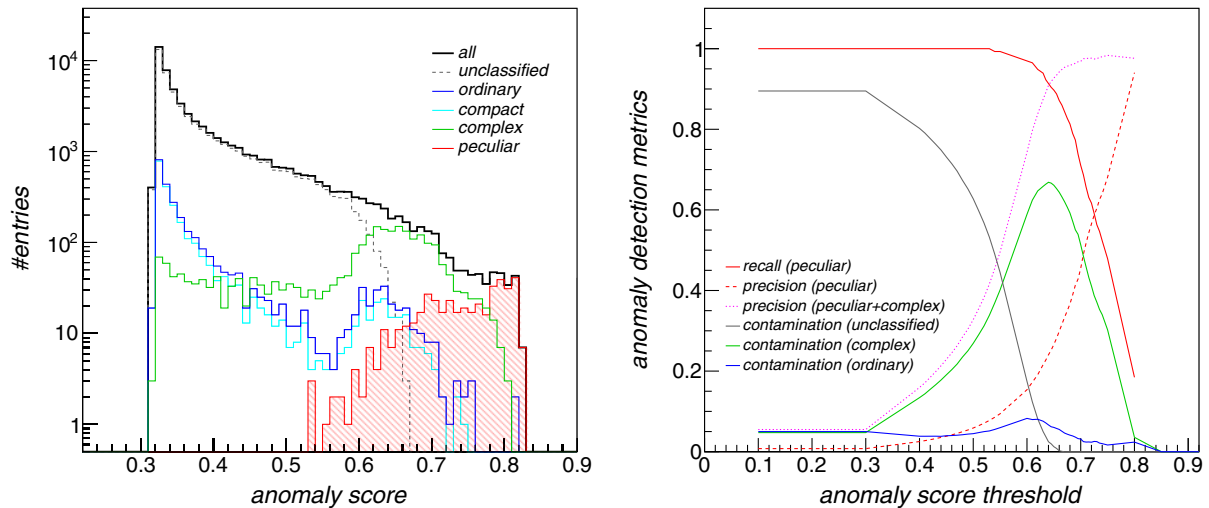 #entries
10⁴
10³
10²
10
1
all
unclassified
ordinary
compact
complex
peculiar
0.3 0.4 0.5 0.6 0.7 0.8 0.9
anomaly score
anomaly detection metrics
1
0.8
0.6
0.4
0.2
0
recall (peculiar)
precision (peculiar)
precision (peculiar+complex)
contamination (unclassified)
contamination (complex)
contamination (ordinary)
0 0.1 0.2 0.3 0.4 0.5 0.6 0.7 0.8 0.9
anomaly score threshold